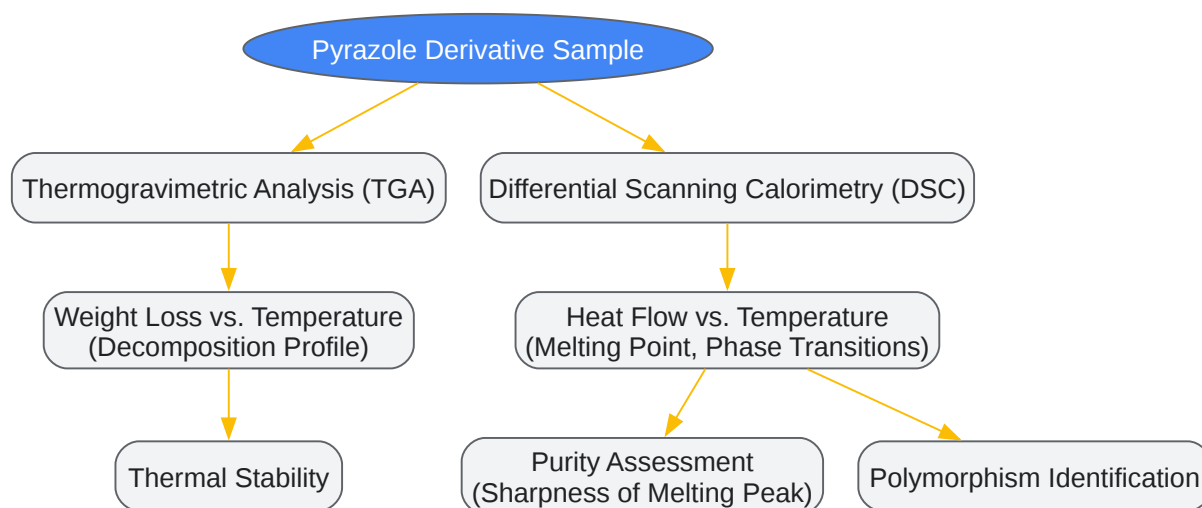 Pyrazole Derivative Sample
Thermogravimetric Analysis (TGA)
Differential Scanning Calorimetry (DSC)
Weight Loss vs. Temperature
(Decomposition Profile)
Heat Flow vs. Temperature
(Melting Point, Phase Transitions)
Thermal Stability
Purity Assessment
(Sharpness of Melting Peak)
Polymorphism Identification